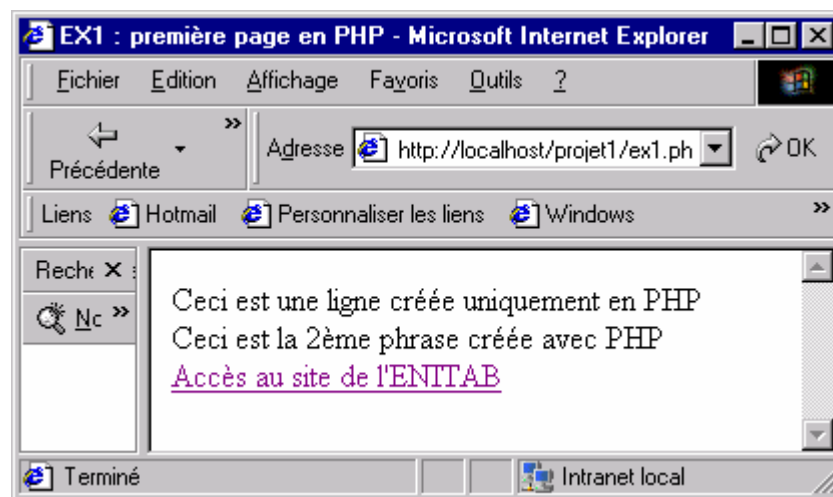 EX1 : première page en PHP - Microsoft Internet Explorer
Fichier Edition Affichage Favoris Outils ?
Précédente » Adresse http://localhost/projet1/ex1.ph OK
Liens Hotmail Personnaliser les liens Windows »
Reche
Nc »
Ceci est une ligne créée uniquement en PHP
Ceci est la 2ème phrase créée avec PHP
Accès au site de l'ENITAB
Terminé Intranet local